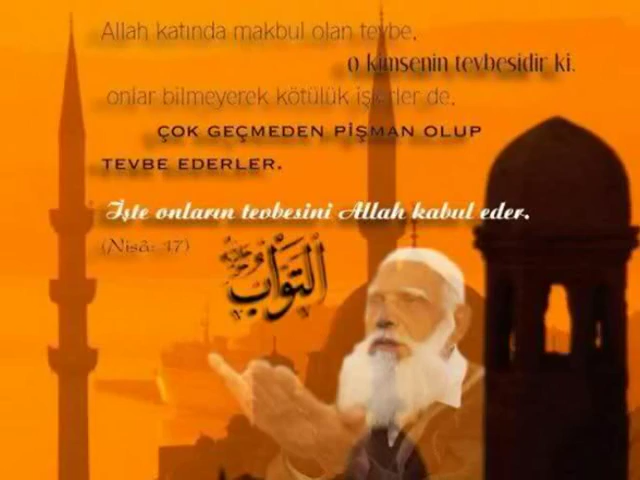 Allah katında makbul olan tevbe,
o kimsenin tevbesidir ki.
onlar bilmeyerek kötülük işlerler de,
ÇOK GEÇMEDEN PİŞMAN OLUP
TEVBE EDERLER.
İşte onların tevbesini Allah kabul eder.
(Nisâ: 17)
التَّوَّابُ